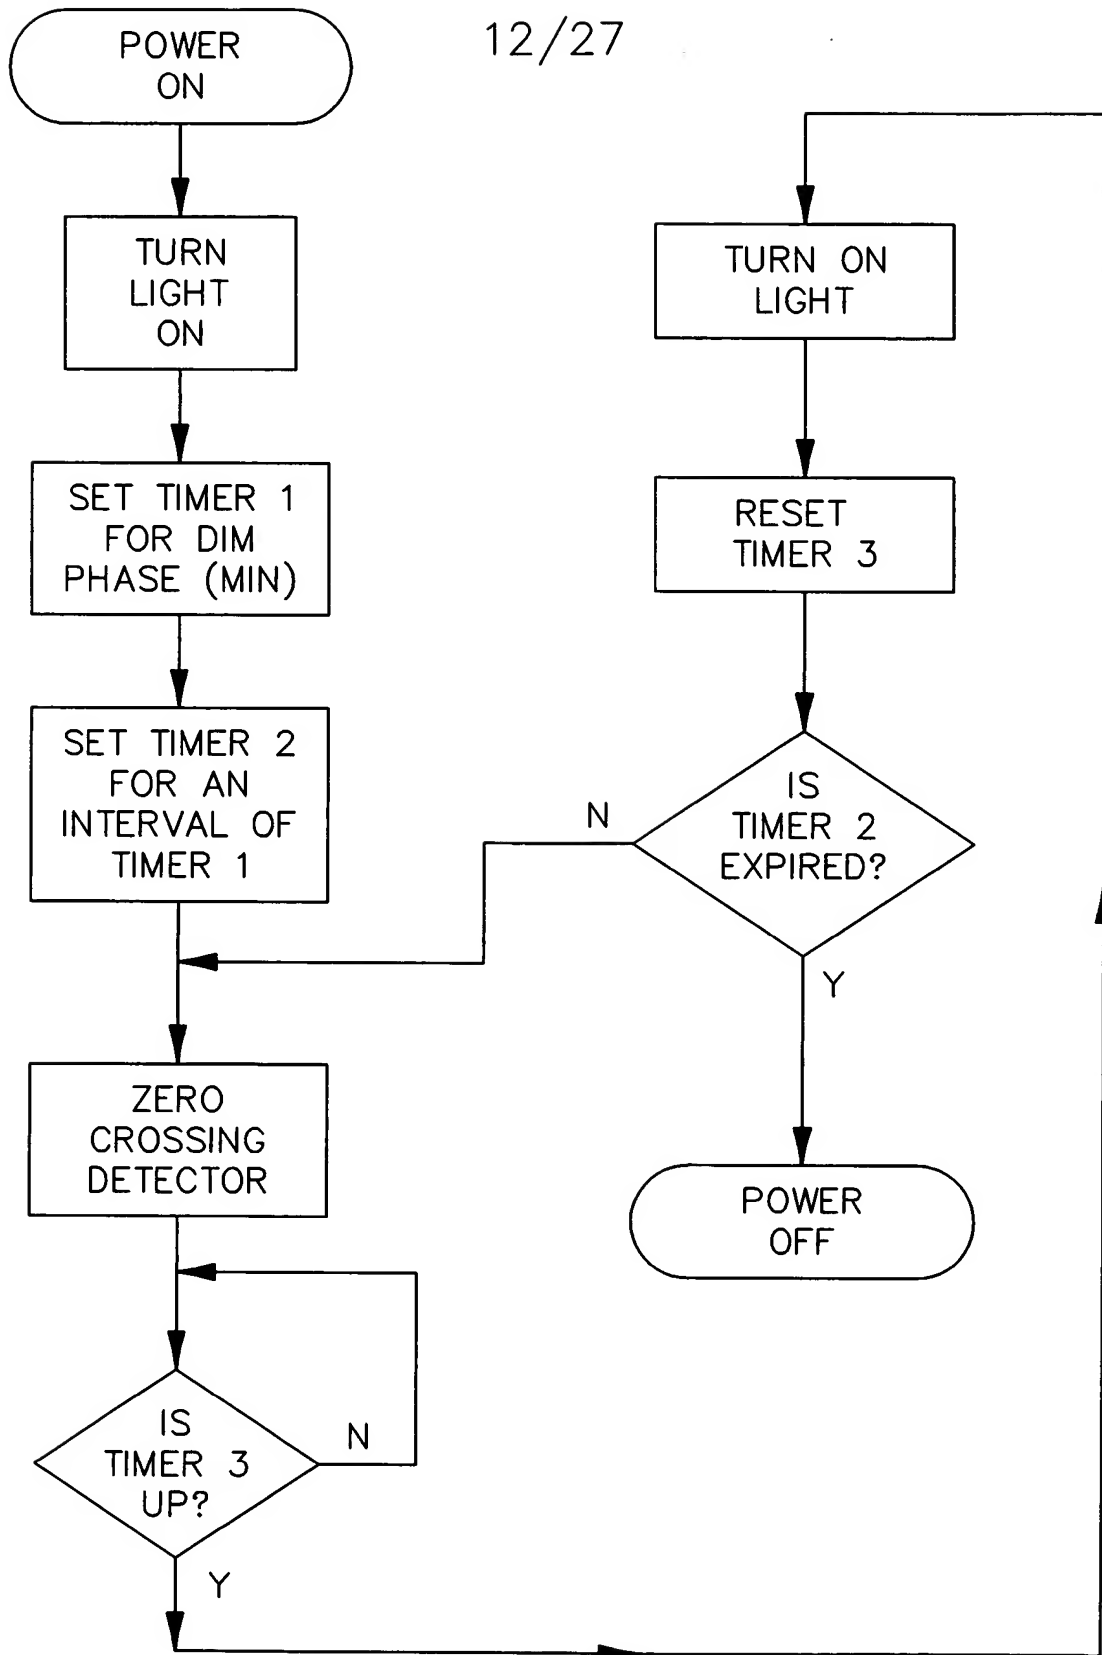 12/27
POWER
ON
TURN
LIGHT
ON
SET TIMER 1
FOR DIM
PHASE (MIN)
SET TIMER 2
FOR AN
INTERVAL OF
TIMER 1
ZERO
CROSSING
DETECTOR
IS
TIMER 3
UP?
N
Y
TURN ON
LIGHT
RESET
TIMER 3
IS
TIMER 2
EXPIRED?
N
Y
POWER
OFF